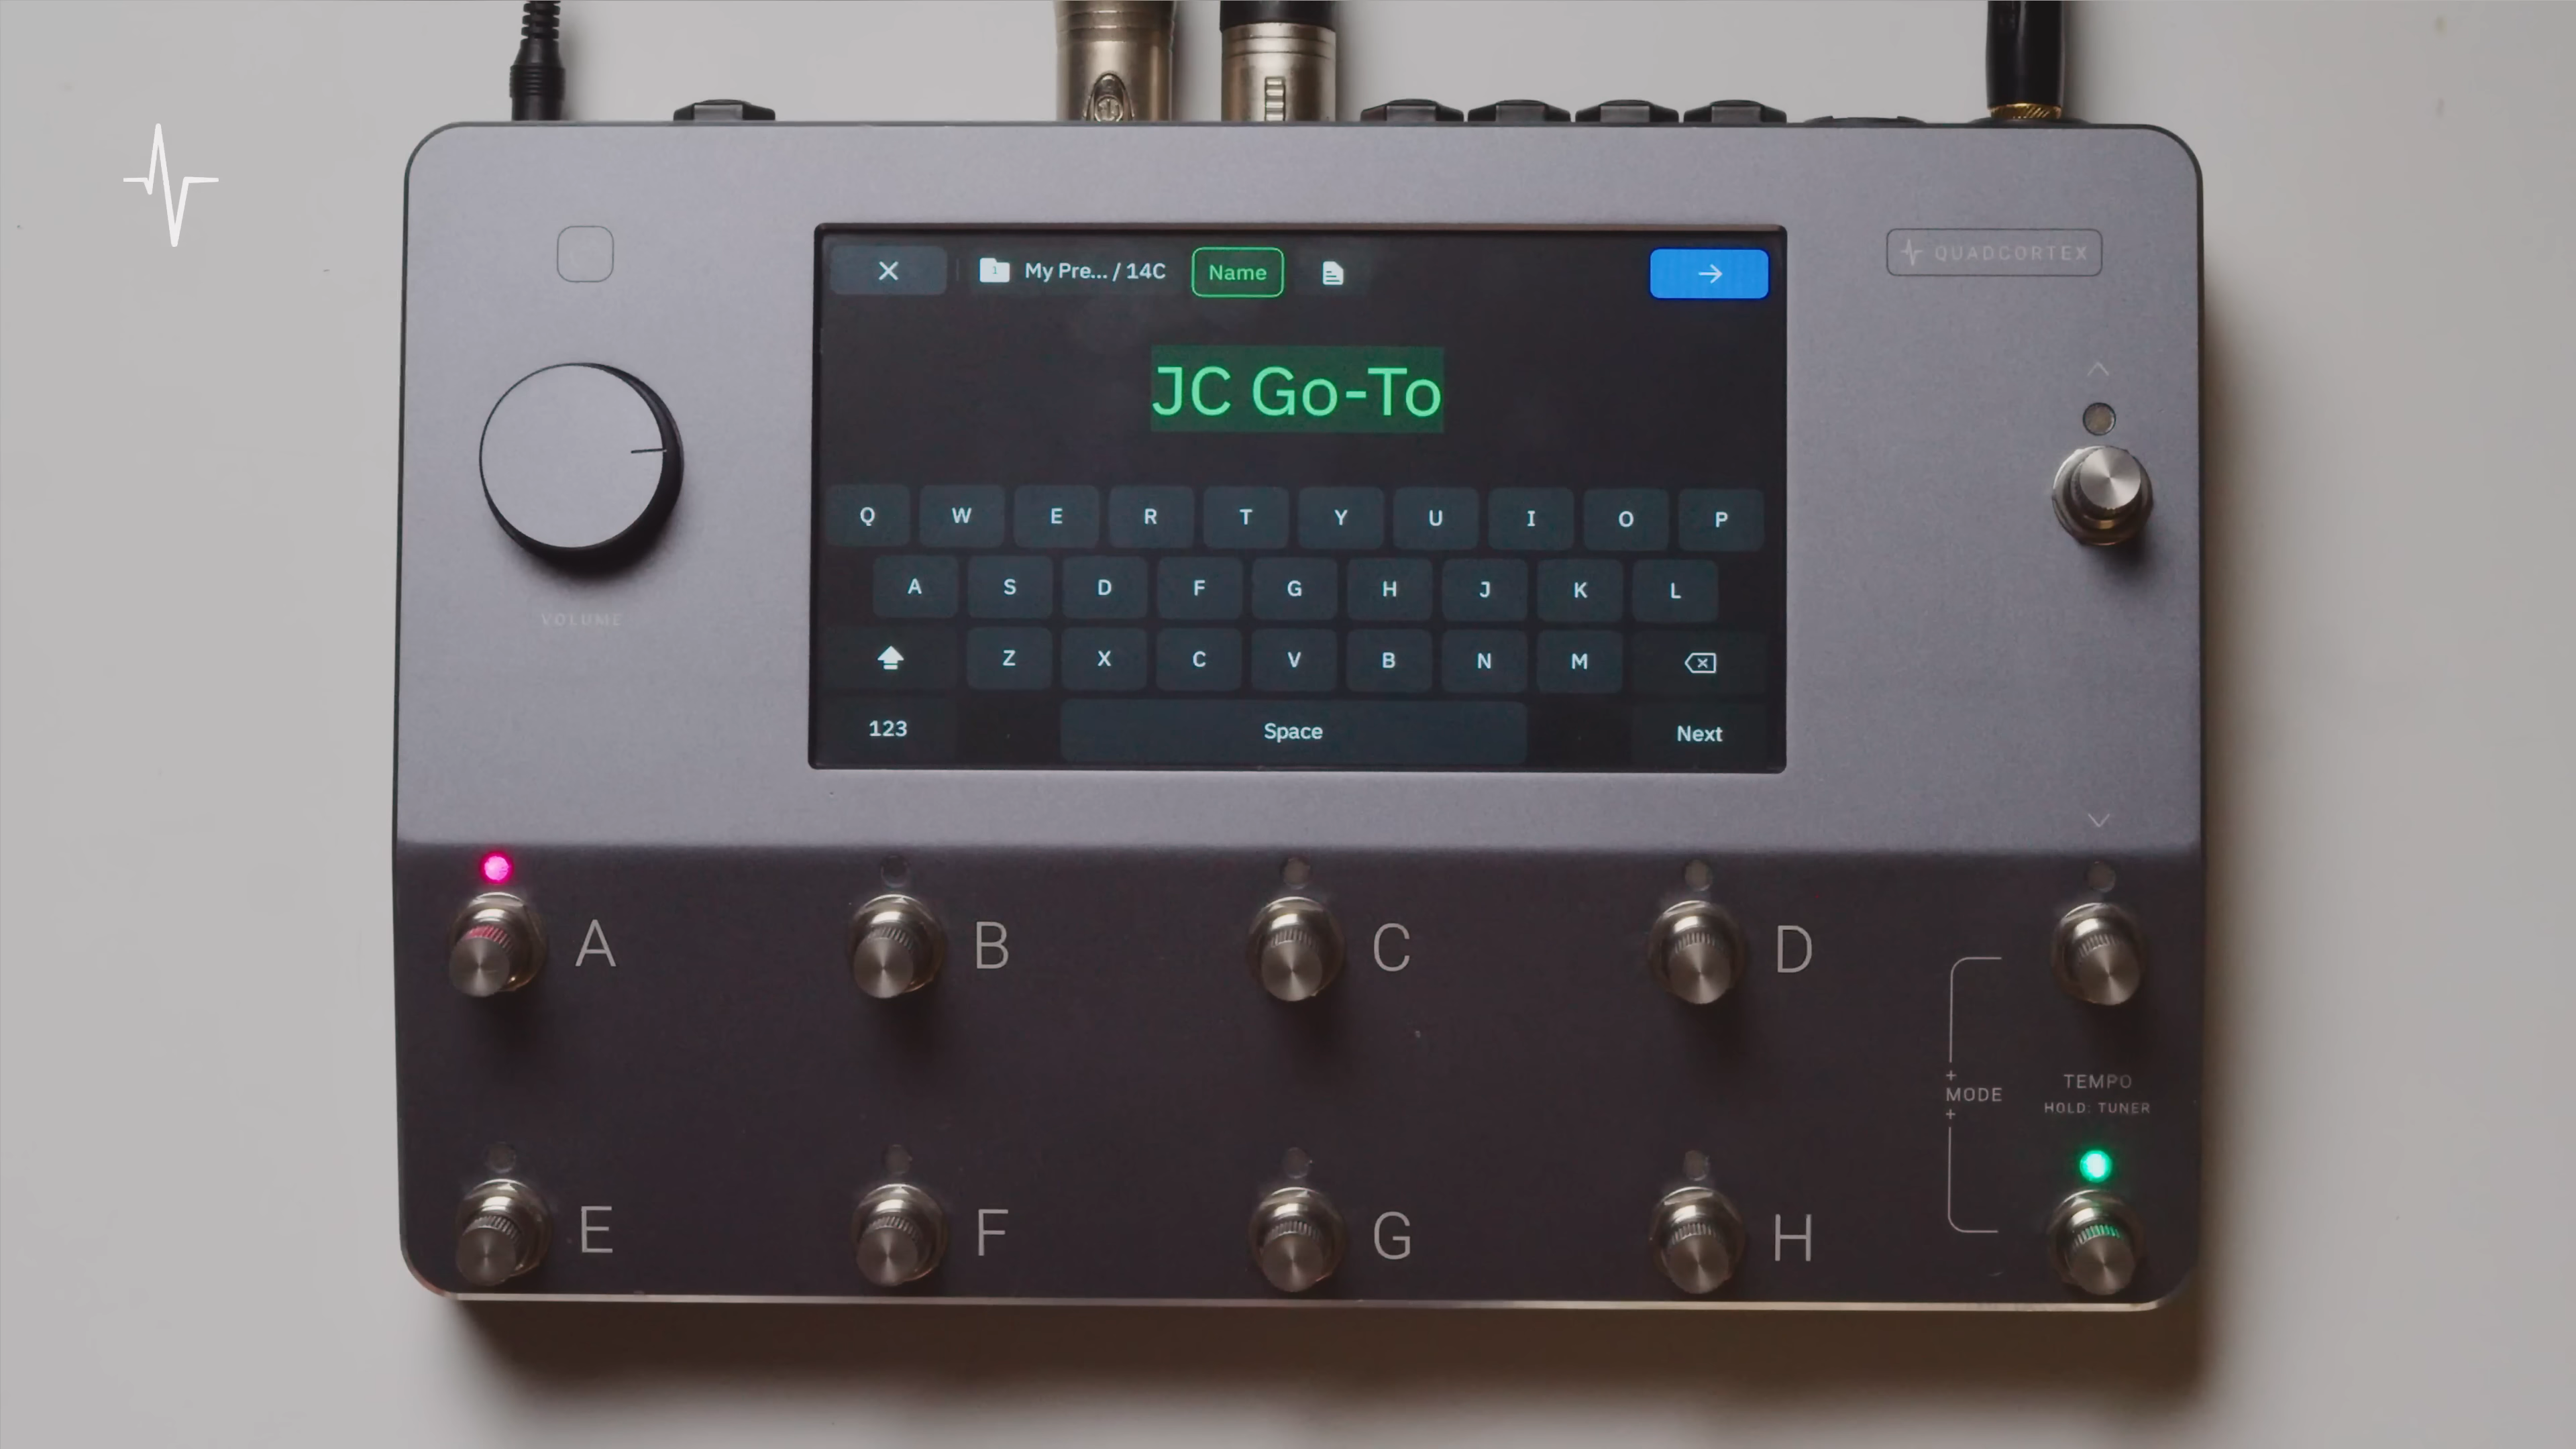 My Pre... / 14C
Name
QUADCORTEX
JC Go-To
Q W E R T Y U I O P
A S D F G H J K L
VOLUME
Z X C V B N M
123 Space Next
A B C D
TEMPO
+ MODE +
HOLD: TUNER
E F G H